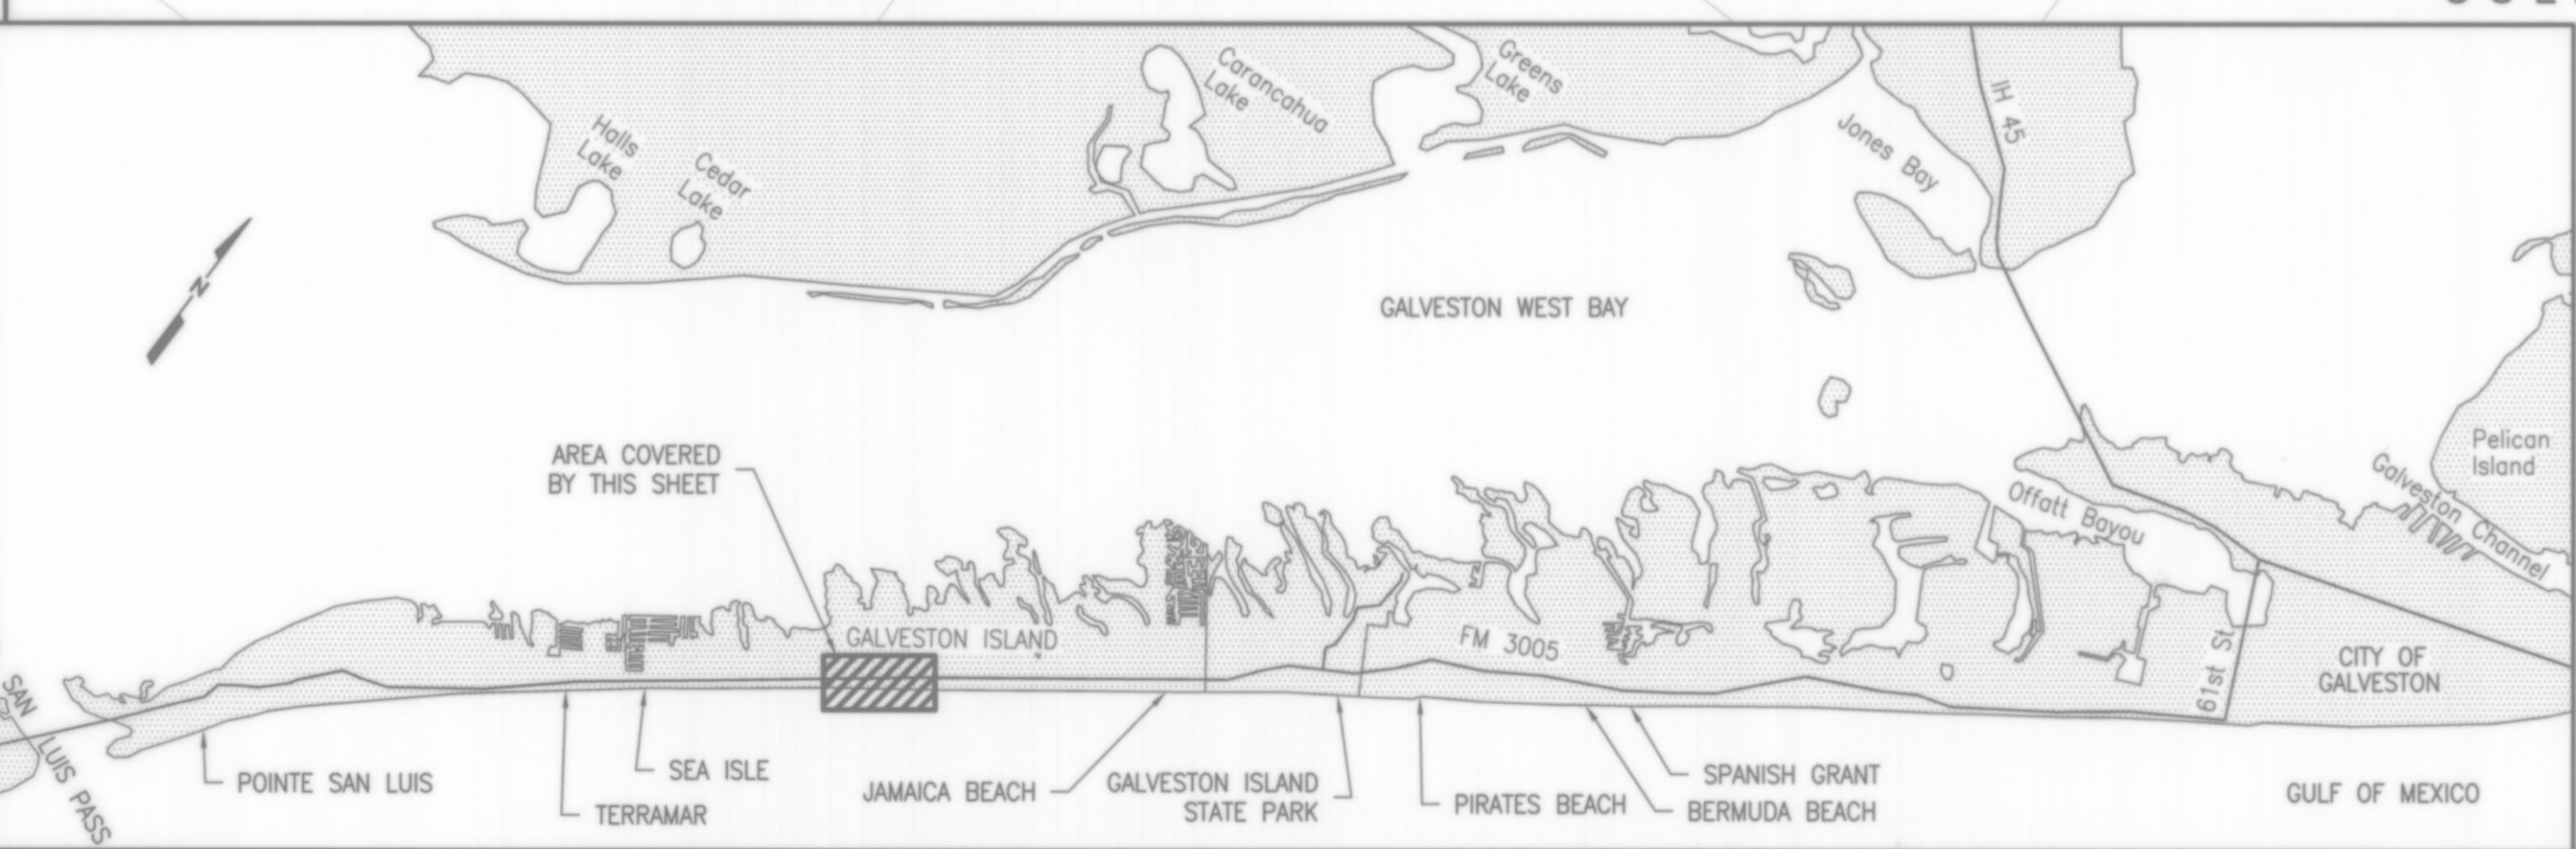 Halls
Lake
Cedar
Lake
Carancahua
Lake
Greens
Lake
Jones Bay
IH 45
N
GALVESTON WEST BAY
AREA COVERED
BY THIS SHEET
Pelican
Island
Galveston Channel
Offatt Bayou
GALVESTON ISLAND
FM 3005
61st St
CITY OF
GALVESTON
SAN
LUIS PASS
POINTE SAN LUIS
SEA ISLE
TERRAMAR
JAMAICA BEACH
GALVESTON ISLAND
STATE PARK
PIRATES BEACH
SPANISH GRANT
BERMUDA BEACH
GULF OF MEXICO